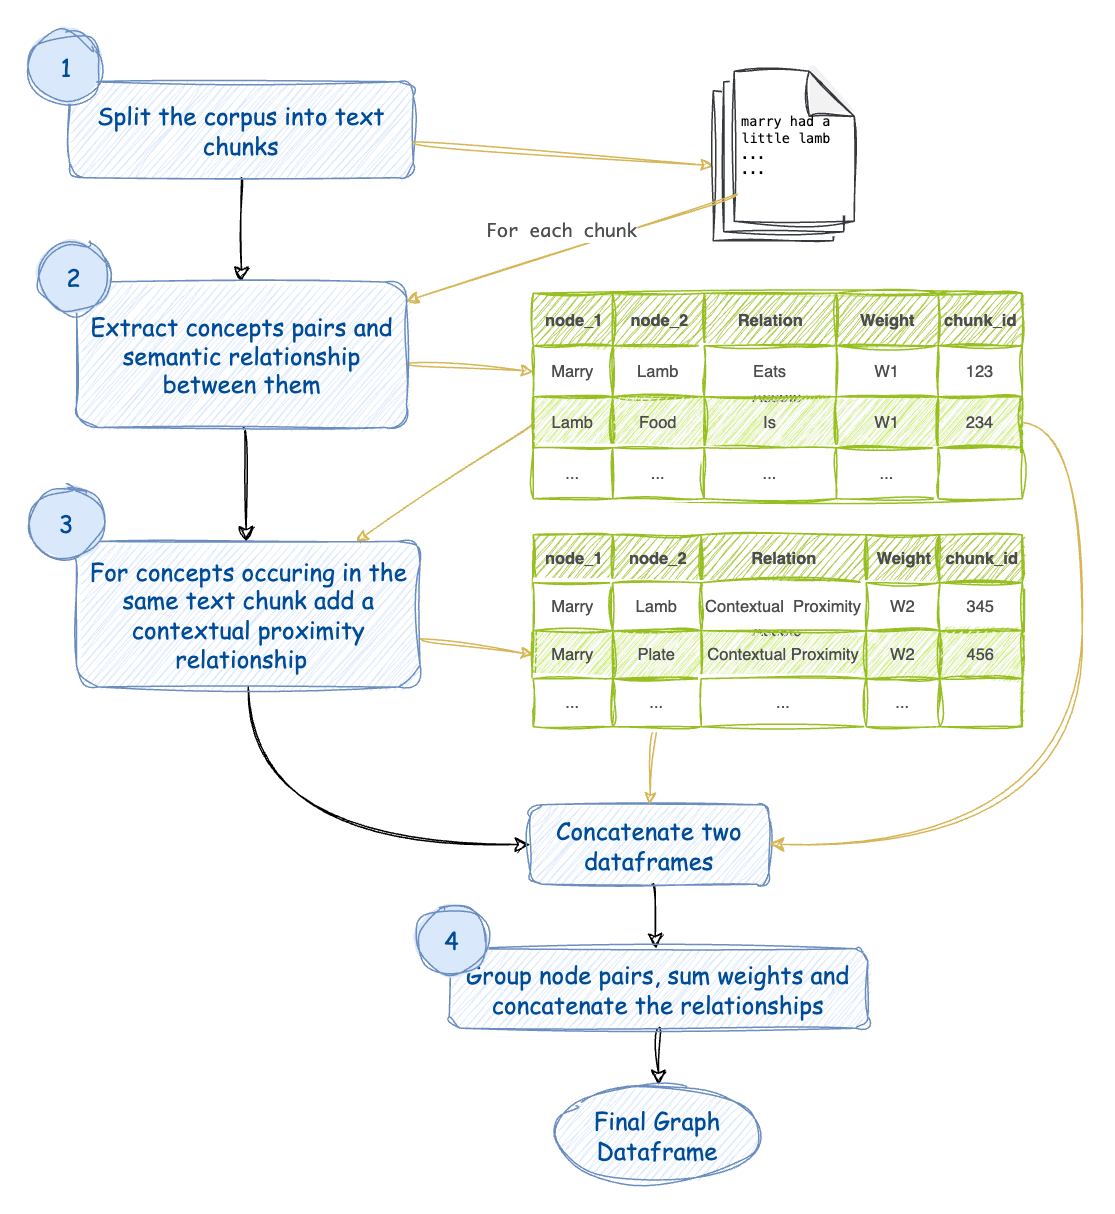 1
Split the corpus into text
chunks
marry had a
little lamb
...
...
For each chunk
2
Extract concepts pairs and
semantic relationship
between them
node_1 node_2 Relation Weight chunk_id
Marry Lamb Eats W1 123
Lamb Food Is W1 234
... ... ... ...
3
For concepts occuring in the
same text chunk add a
contextual proximity
relationship
node_1 node_2 Relation Weight chunk_id
Marry Lamb Contextual Proximity W2 345
Marry Plate Contextual Proximity W2 456
... ... ... ...
Concatenate two
dataframes
4
Group node pairs, sum weights and
concatenate the relationships
Final Graph
Dataframe